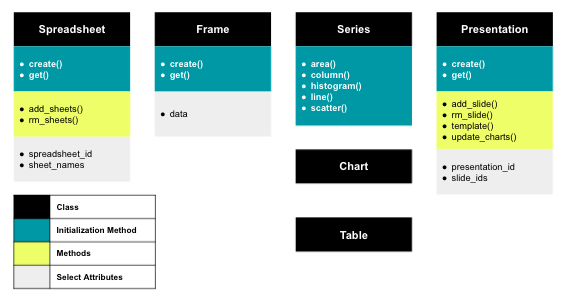 Spreadsheet
● create()
● get()
● add_sheets()
● rm_sheets()
● spreadsheet_id
● sheet_names
Frame
● create()
● get()
● data
Series
● area()
● column()
● histogram()
● line()
● scatter()
Chart
Table
Presentation
● create()
● get()
● add_slide()
● rm_slide()
● template()
● update_charts()
● presentation_id
● slide_ids
Class
Initialization Method
Methods
Select Attributes